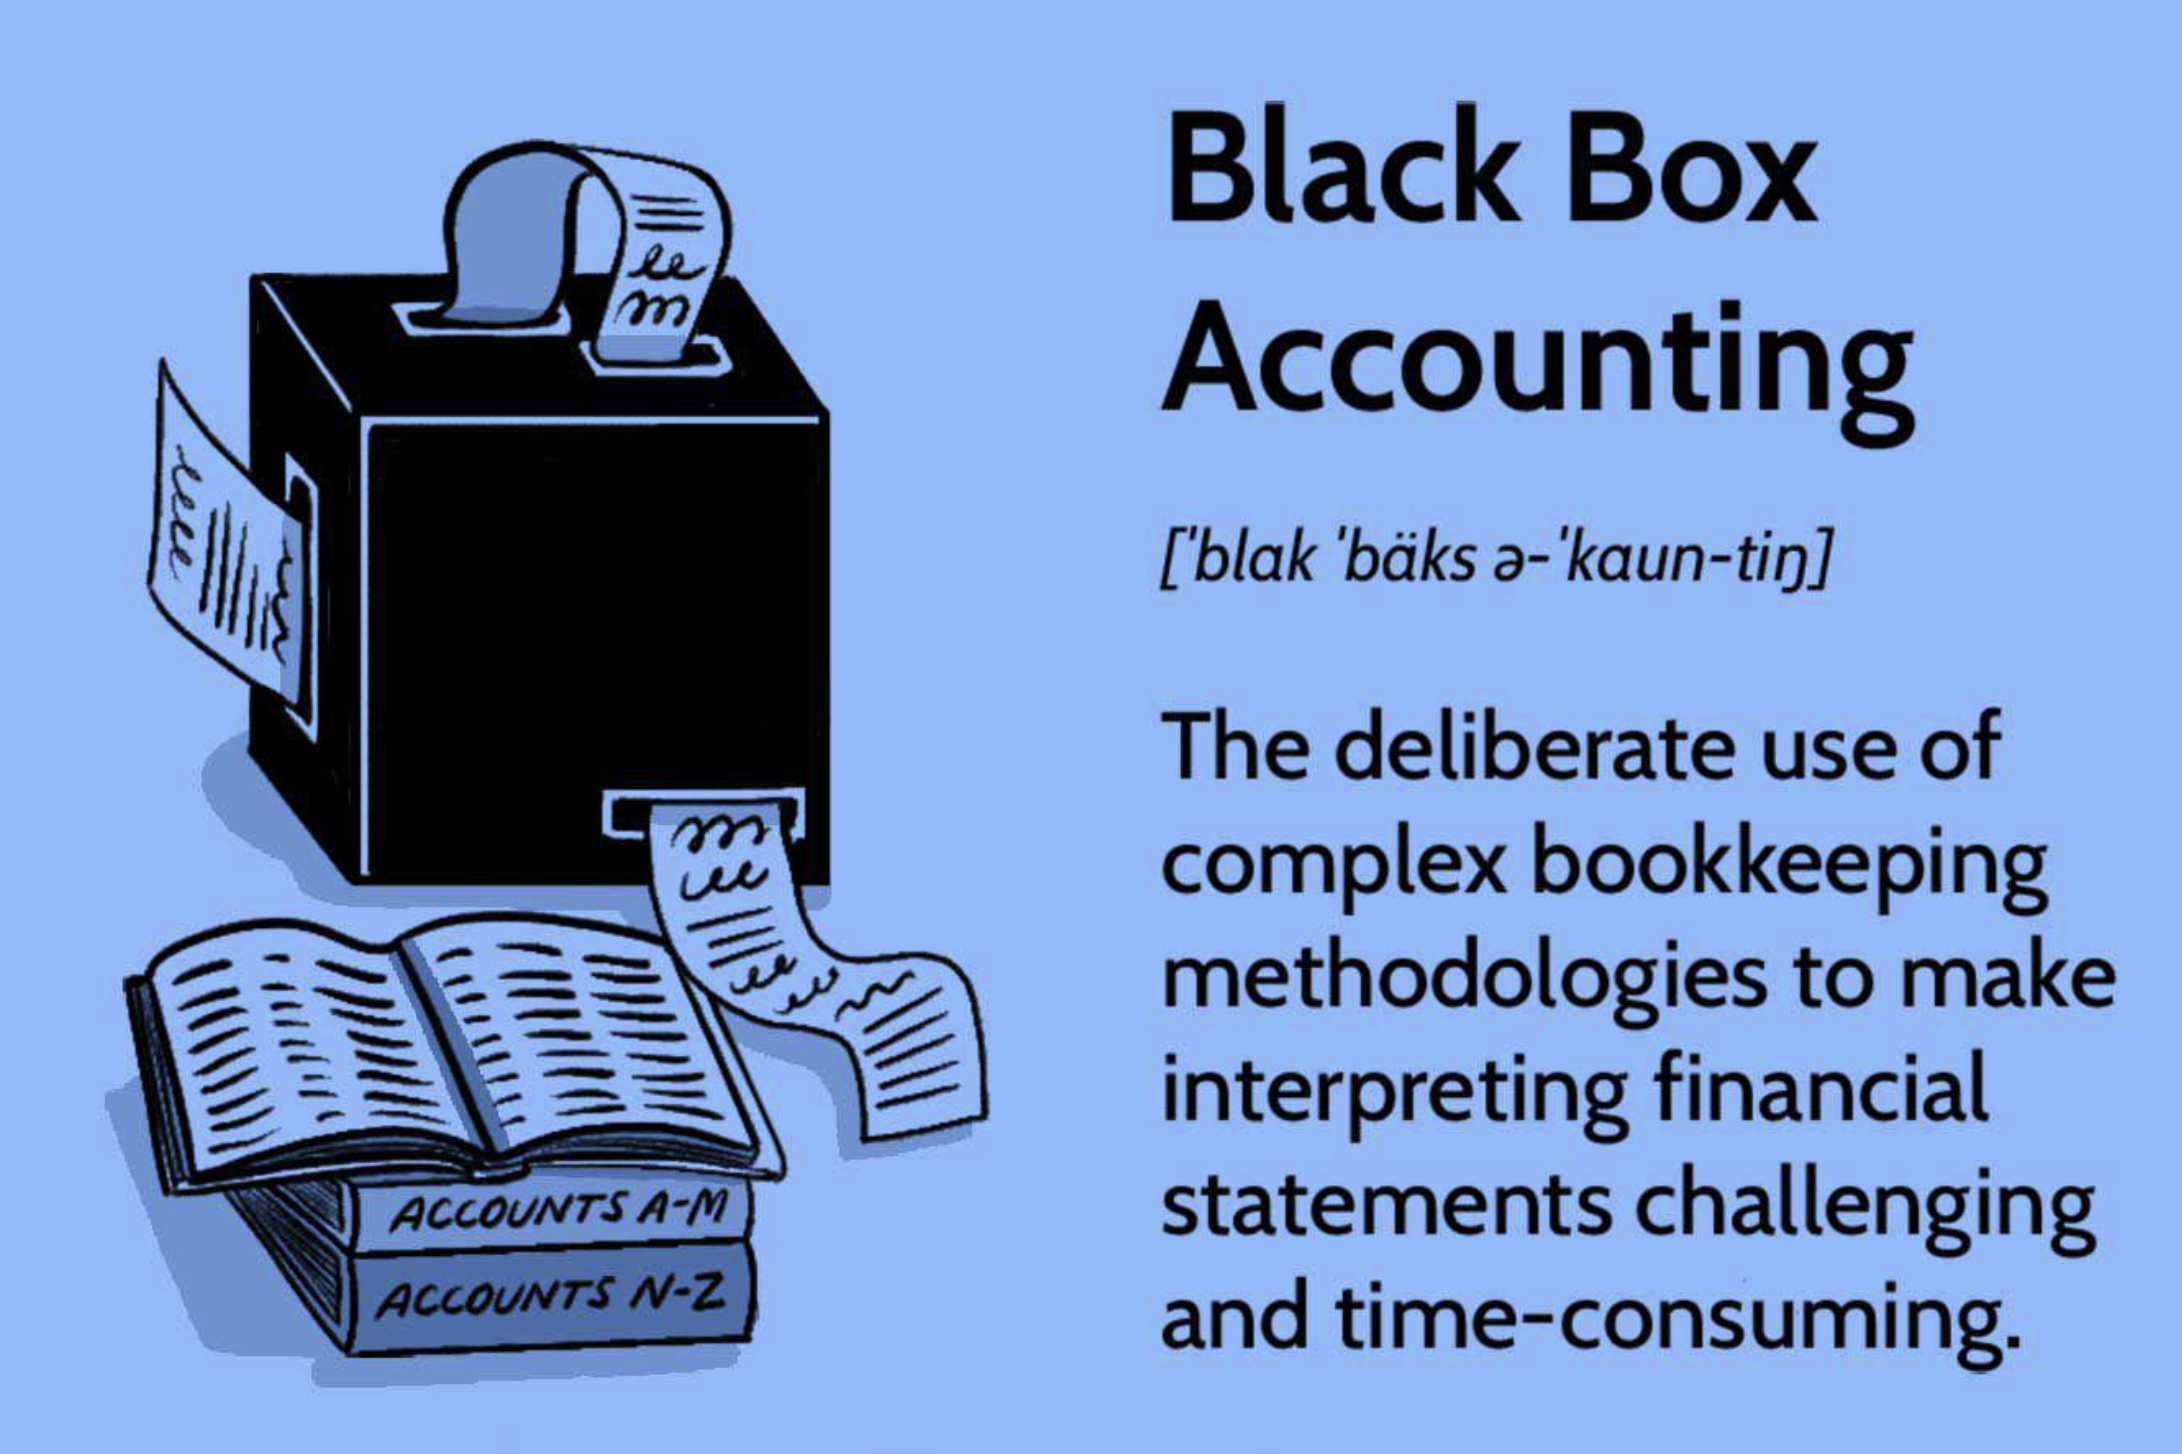 Black Box
Accounting
['blak 'bäks ə-'kaun-tiŋ]
The deliberate use of
complex bookkeeping
methodologies to make
interpreting financial
statements challenging
and time-consuming.
ACCOUNTS A-M
ACCOUNTS N-Z